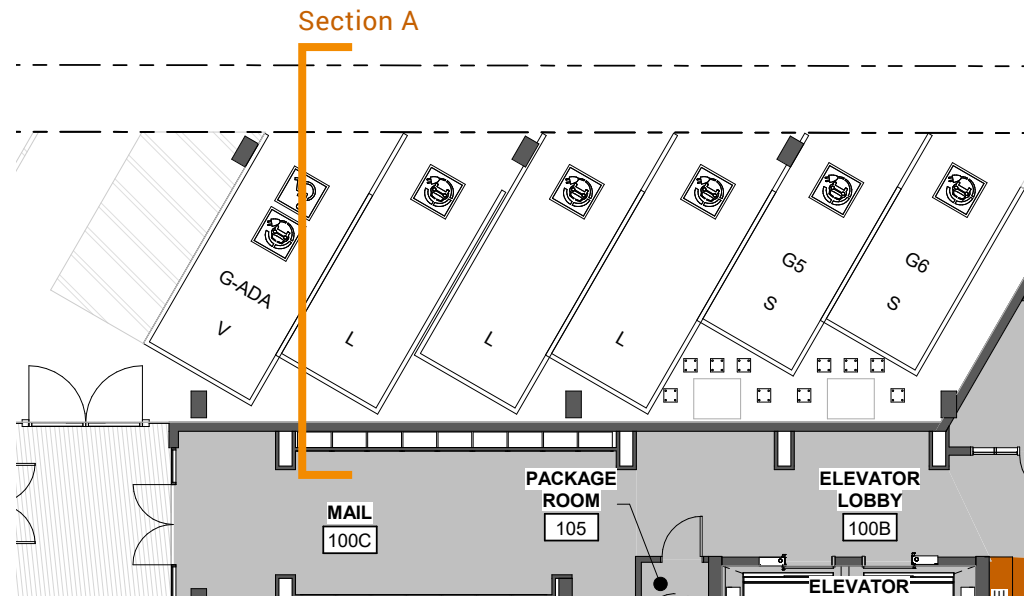 Section A
G-ADA
V
L
L
L
G5
S
G6
S
MAIL
100C
PACKAGE
ROOM
105
ELEVATOR
LOBBY
100B
ELEVATOR